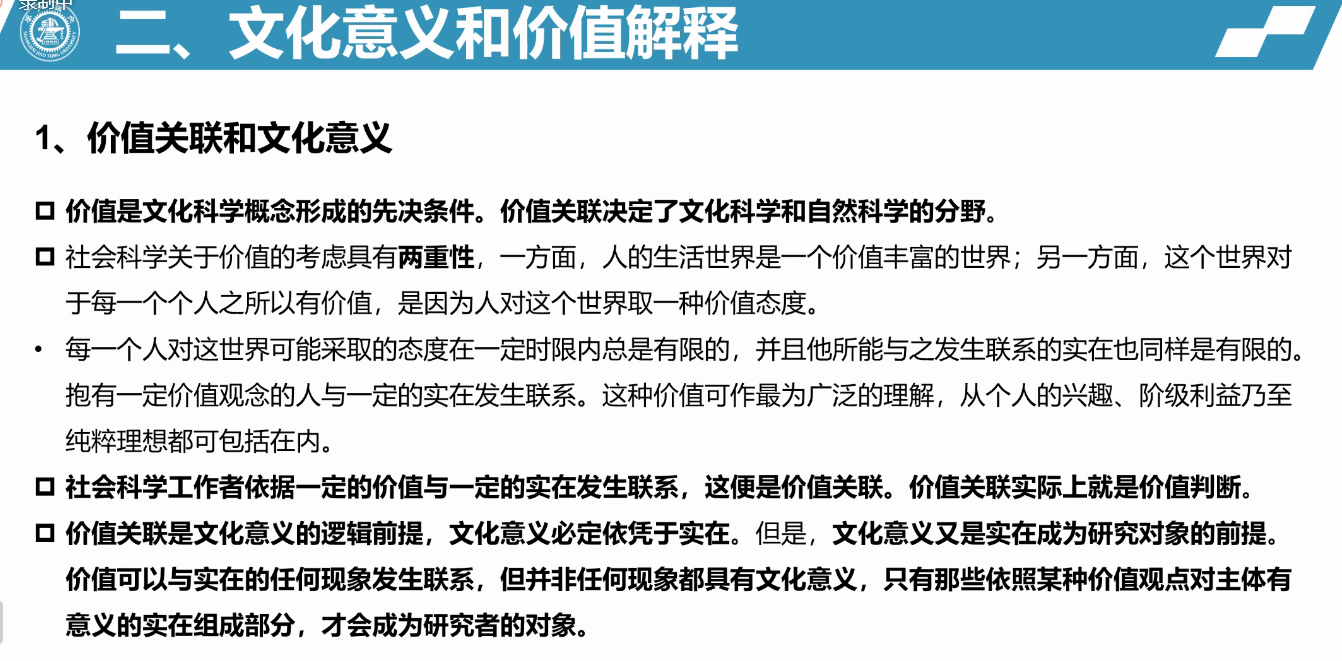 录制中
二、文化意义和价值解释
1、价值关联和文化意义
价值是文化科学概念形成的先决条件。价值关联决定了文化科学和自然科学的分野。
社会科学关于价值的考虑具有两重性，一方面，人的生活世界是一个价值丰富的世界；另一方面，这个世界对
于每一个个人之所以有价值，是因为人对这个世界取一种价值态度。
• 每一个人对这世界可能采取的态度在一定时限内总是有限的，并且他所能与之发生联系的实在也同样是有限的。
抱有一定价值观念的人与一定的实在发生联系。这种价值可作最为广泛的理解，从个人的兴趣、阶级利益乃至
纯粹理想都可包括在内。
社会科学工作者依据一定的价值与一定的实在发生联系，这便是价值关联。价值关联实际上就是价值判断。
价值关联是文化意义的逻辑前提，文化意义必定依凭于实在。但是，文化意义又是实在成为研究对象的前提。
价值可以与实在的任何现象发生联系，但并非任何现象都具有文化意义，只有那些依照某种价值观点对主体有
意义的实在组成部分，才会成为研究者的对象。